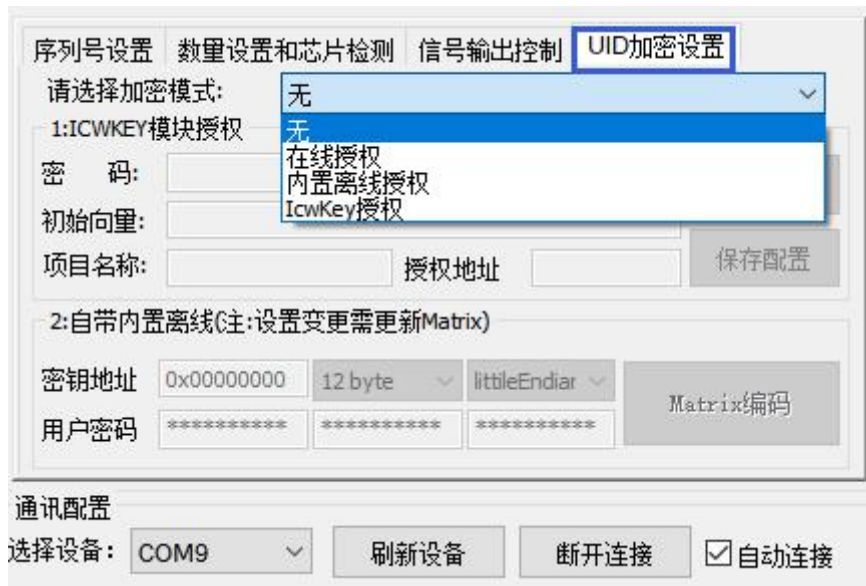 序列号设置 数量设置和芯片检测 信号输出控制 UID加密设置
请选择加密模式: 无
1:ICWKEY模块授权 无
在线授权
密 码:
内置离线授权
IcwKey授权
初始向量:
项目名称: 授权地址 保存配置
2:自带内置离线(注:设置变更需更新Matrix)
密钥地址 0x00000000 12 byte littileEndiar
Matrix编码
用户密码 ********** ********** **********
通讯配置
选择设备: COM9 刷新设备 断开连接 自动连接